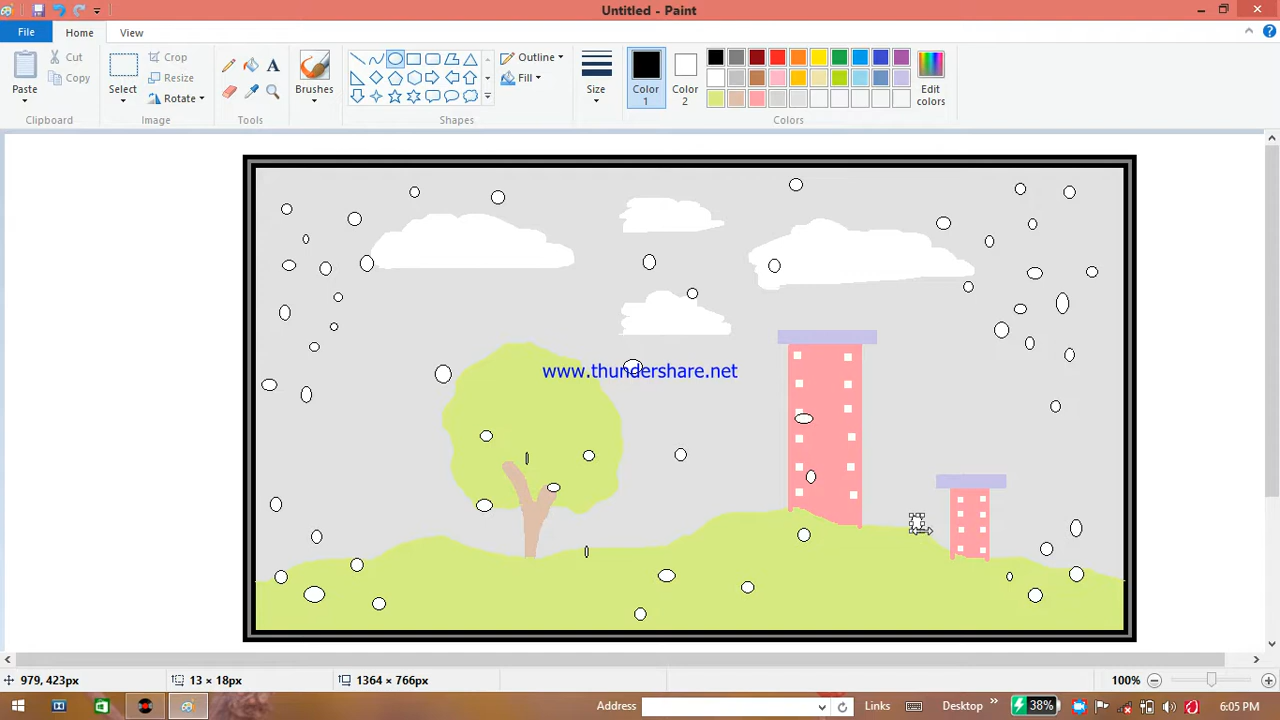 Untitled - Paint
File
Home
View
Paste
Cut
Copy
Clipboard
Select
Crop
Resize
Rotate
Image
Tools
Brushes
Shapes
Outline
Fill
Size
Color 1
Color 2
Colors
Edit colors
www.thundershare.net
979, 423px
13 × 18px
1364 × 766px
100%
Address
Links
Desktop
38%
6:05 PM